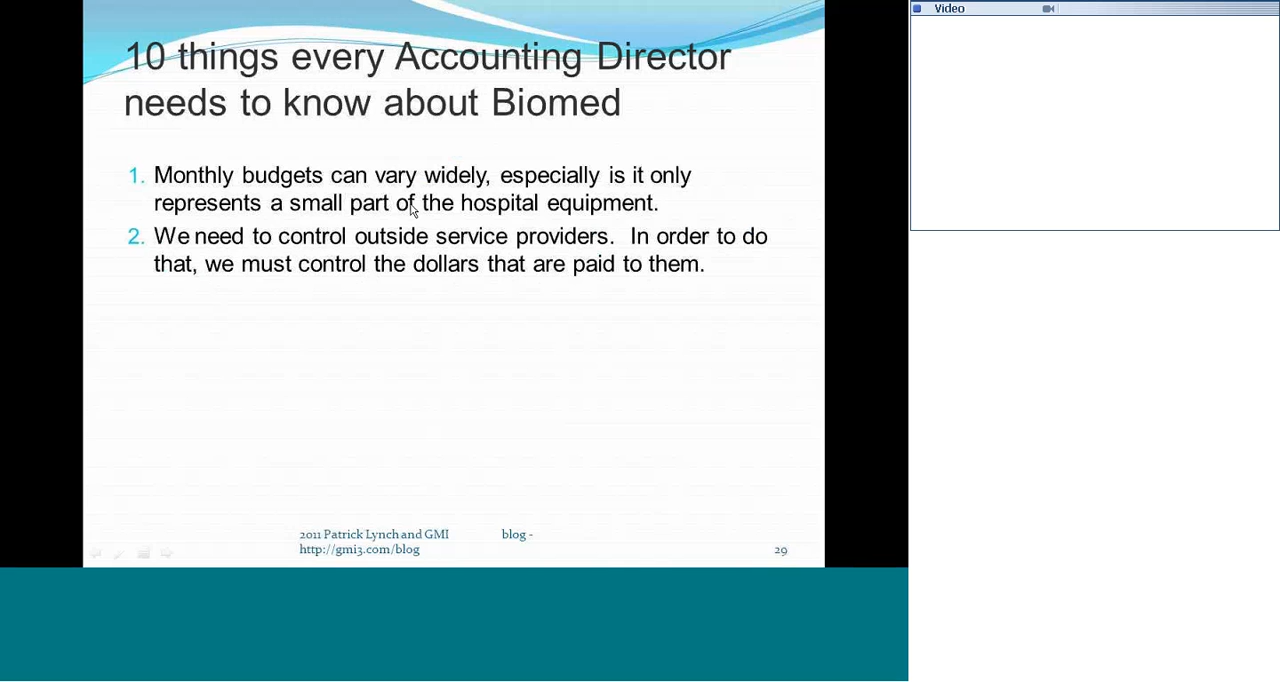 Video
10 things every Accounting Director
needs to know about Biomed
1. Monthly budgets can vary widely, especially is it only
represents a small part of the hospital equipment.
2. We need to control outside service providers.  In order to do
that, we must control the dollars that are paid to them.
2011 Patrick Lynch and GMI blog -
http://gmi3.com/blog
29